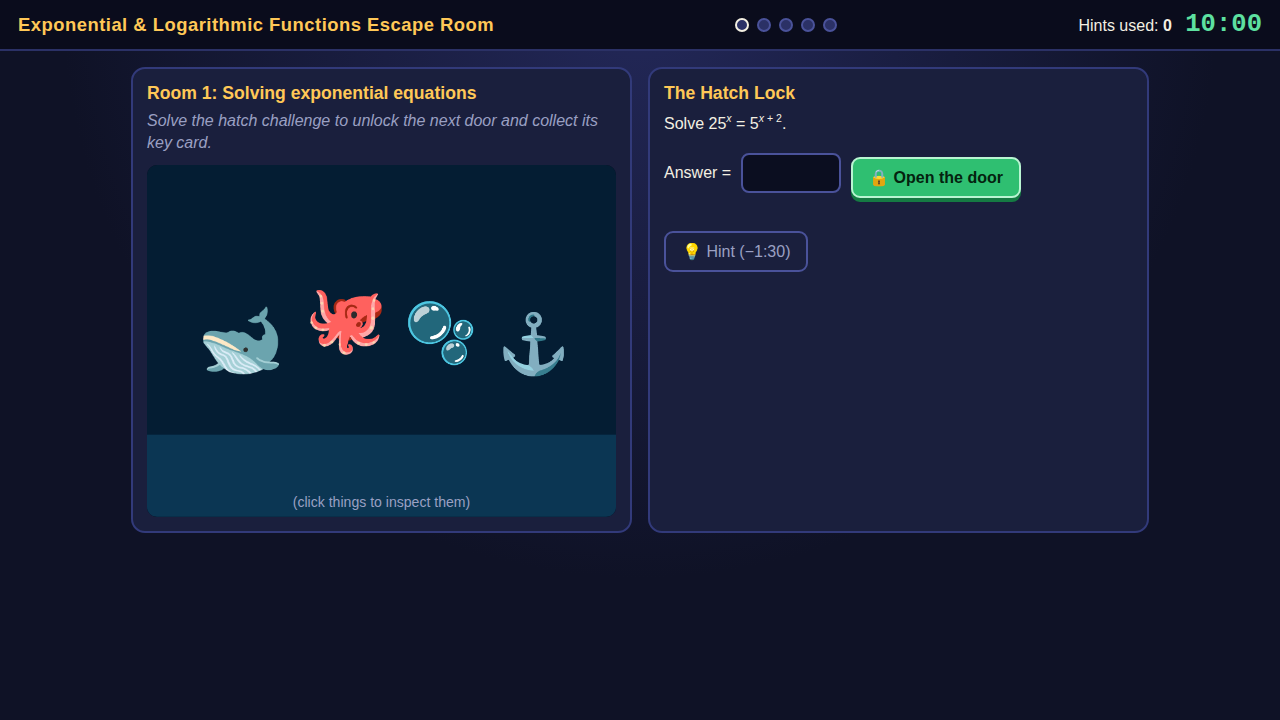 Exponential & Logarithmic Functions Escape Room
Hints used: 0 10:00
Room 1: Solving exponential equations
Solve the hatch challenge to unlock the next door and collect its
key card.
(click things to inspect them)
The Hatch Lock
Solve 25^x = 5^(x + 2).
Answer =
🔒 Open the door
💡 Hint (−1:30)